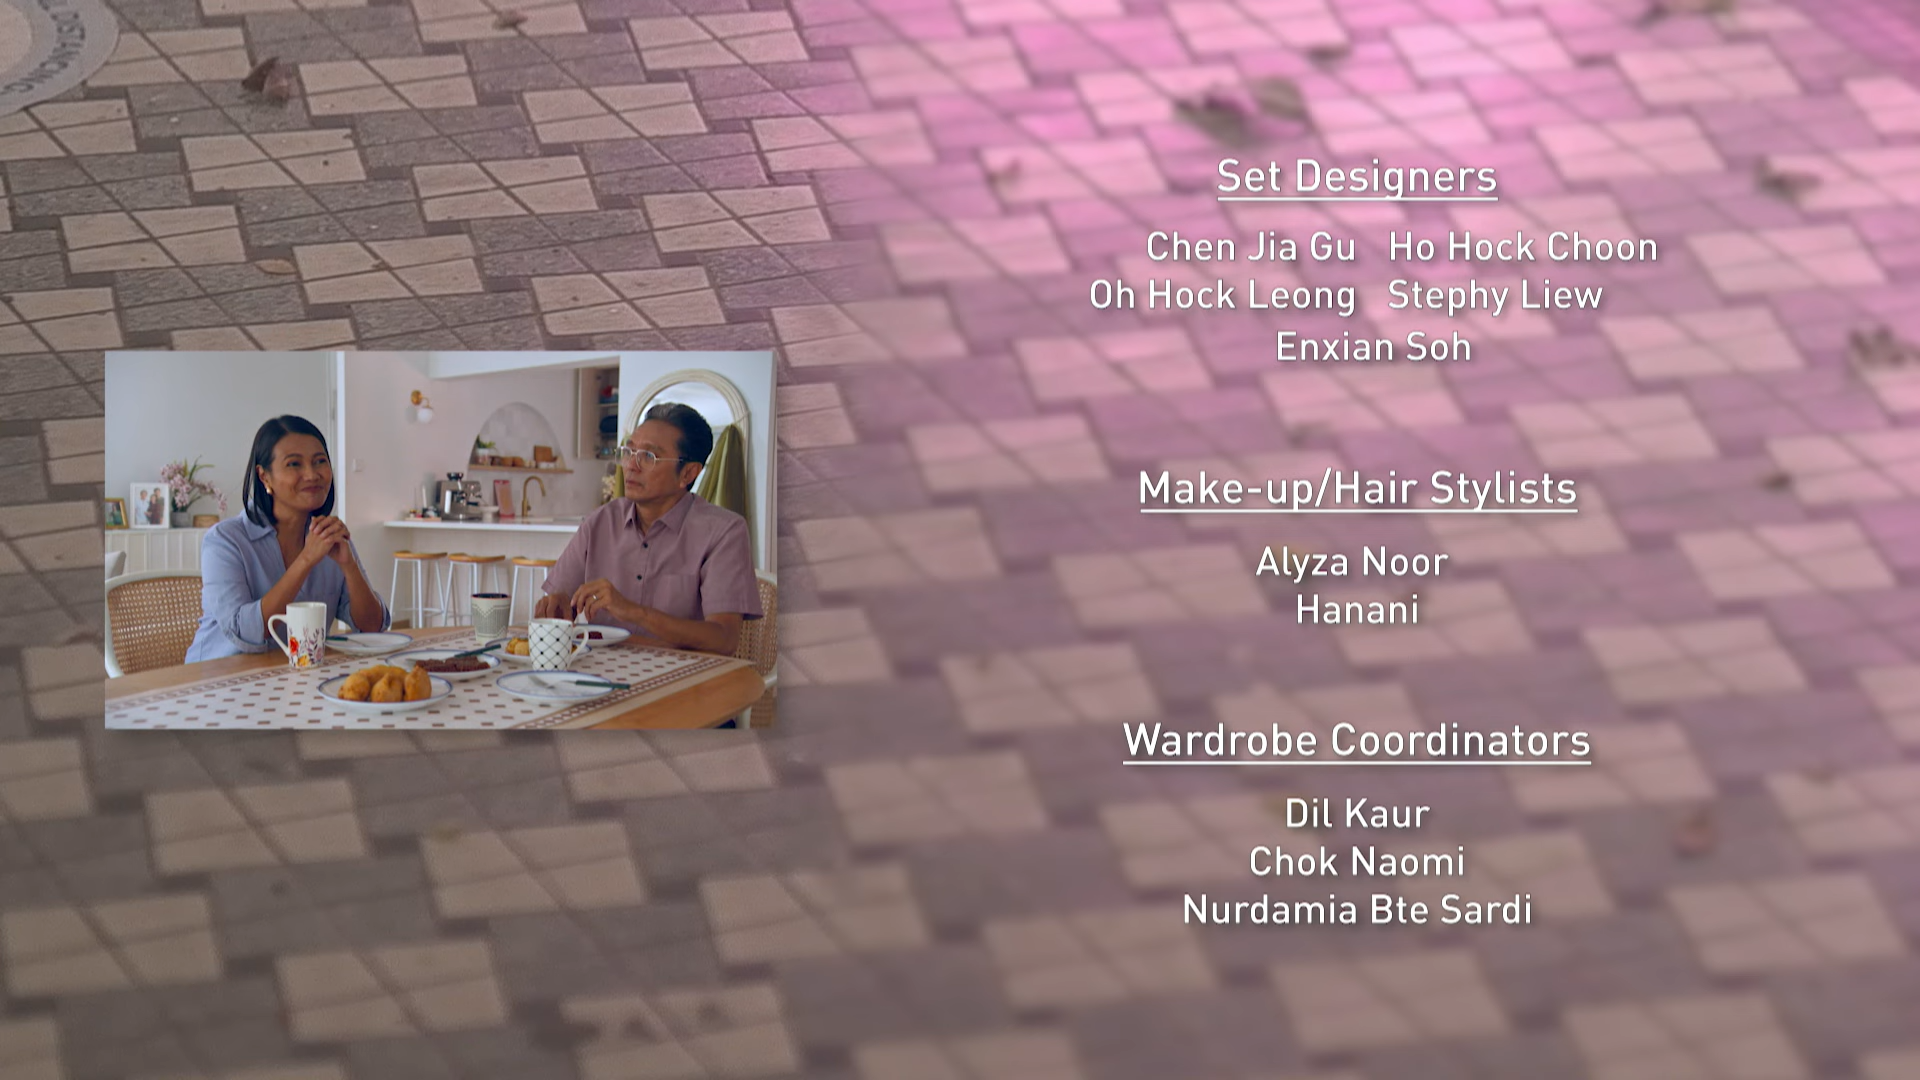 DISTANCING
Set Designers
Chen Jia Gu Ho Hock Choon
Oh Hock Leong Stephy Liew
Enxian Soh
Make-up/Hair Stylists
Alyza Noor
Hanani
Wardrobe Coordinators
Dil Kaur
Chok Naomi
Nurdamia Bte Sardi